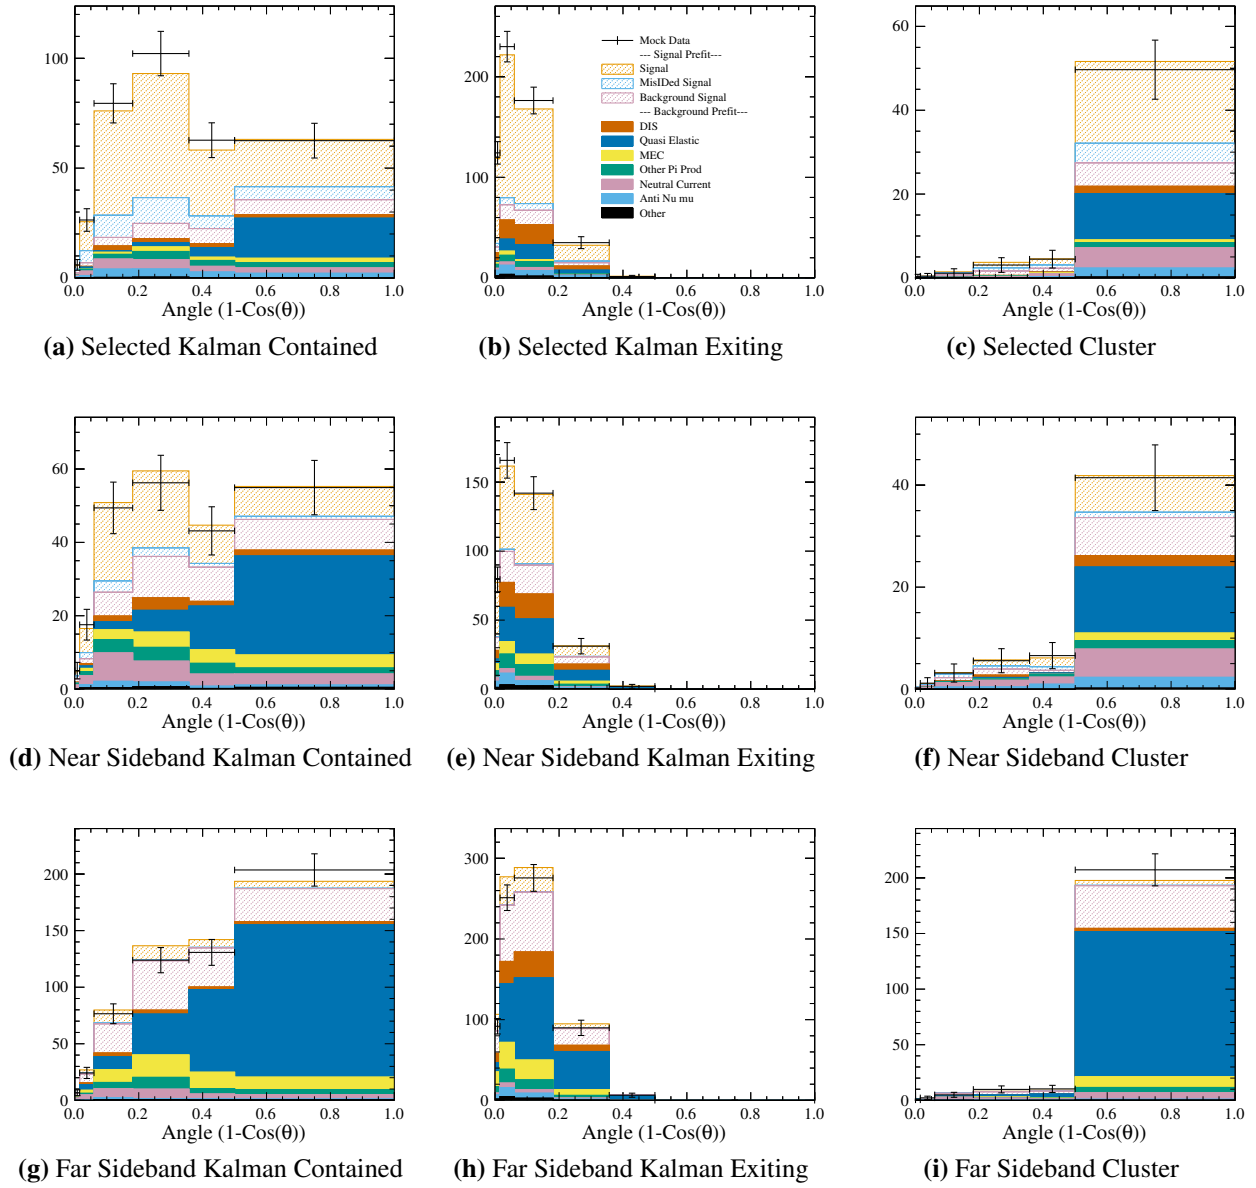 100
50
0
0.0 0.2 0.4 0.6 0.8 1.0
Angle (1-Cos(θ))
(a) Selected Kalman Contained
200
100
0
0.0 0.2 0.4 0.6 0.8 1.0
Angle (1-Cos(θ))
Mock Data
--- Signal Prefit---
Signal
MisIDed Signal
Background Signal
--- Background Prefit---
DIS
Quasi Elastic
MEC
Other Pi Prod
Neutral Current
Anti Nu mu
Other
(b) Selected Kalman Exiting
60
40
20
0
0.0 0.2 0.4 0.6 0.8 1.0
Angle (1-Cos(θ))
(c) Selected Cluster
60
40
20
0
0.0 0.2 0.4 0.6 0.8 1.0
Angle (1-Cos(θ))
(d) Near Sideband Kalman Contained
150
100
50
0
0.0 0.2 0.4 0.6 0.8 1.0
Angle (1-Cos(θ))
(e) Near Sideband Kalman Exiting
40
20
0
0.0 0.2 0.4 0.6 0.8 1.0
Angle (1-Cos(θ))
(f) Near Sideband Cluster
200
150
100
50
0
0.0 0.2 0.4 0.6 0.8 1.0
Angle (1-Cos(θ))
(g) Far Sideband Kalman Contained
300
200
100
0
0.0 0.2 0.4 0.6 0.8 1.0
Angle (1-Cos(θ))
(h) Far Sideband Kalman Exiting
200
150
100
50
0
0.0 0.2 0.4 0.6 0.8 1.0
Angle (1-Cos(θ))
(i) Far Sideband Cluster